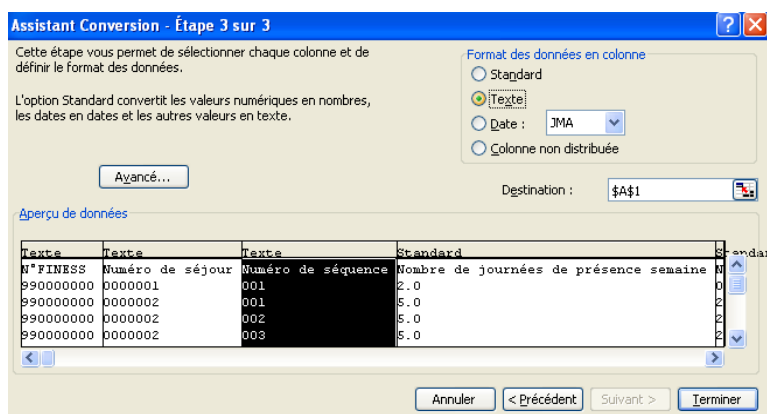 Assistant Conversion - Étape 3 sur 3
Cette étape vous permet de sélectionner chaque colonne et de
définir le format des données.
L'option Standard convertit les valeurs numériques en nombres,
les dates en dates et les autres valeurs en texte.
Avancé...
Format des données en colonne
Standard
Texte
Date : JMA
Colonne non distribuée
Destination : $A$1
Aperçu de données
Texte Texte Texte Standard Standa
N°FINESS Numéro de séjour Numéro de séquence Nombre de journées de présence semaine N
990000000 0000001 001 2.0 0
990000000 0000002 001 5.0 2
990000000 0000002 002 5.0 2
990000000 0000002 003 5.0 2
Annuler < Précédent Suivant > Terminer